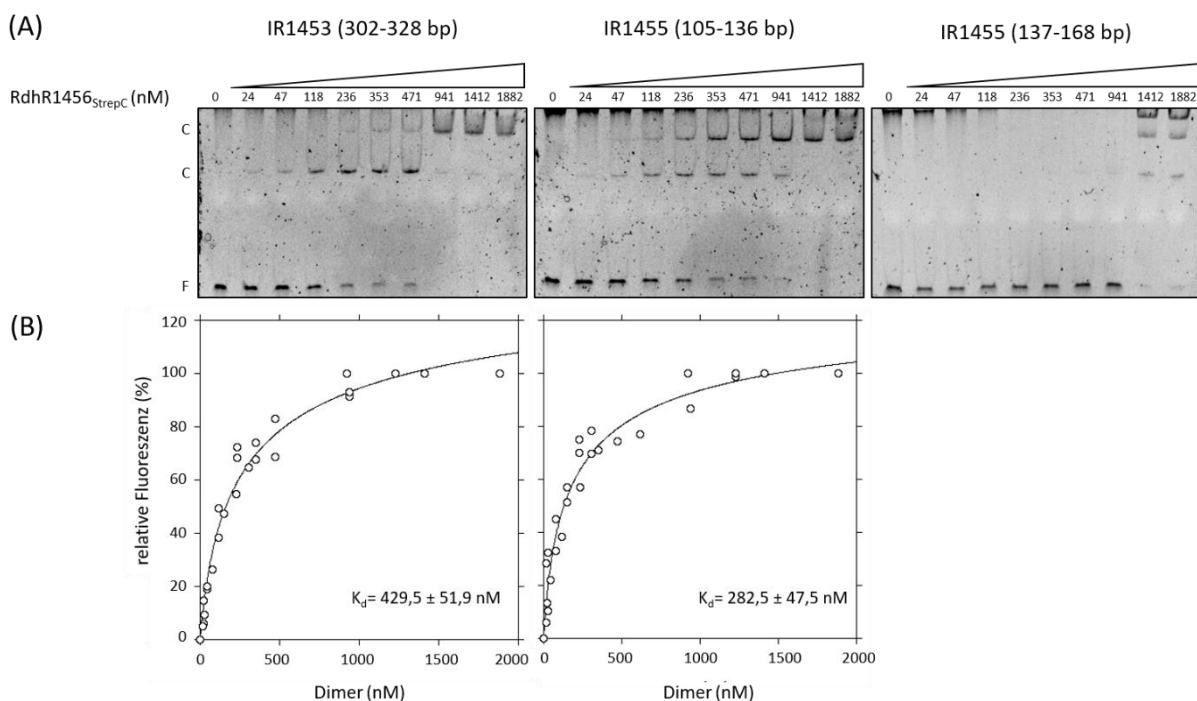 (A)
IR1453 (302-328 bp)
IR1455 (105-136 bp)
IR1455 (137-168 bp)
RdhR1456StrepC (nM)
0 24 47 118 236 353 471 941 1412 1882
0 24 47 118 236 353 471 941 1412 1882
0 24 47 118 236 353 471 941 1412 1882
C
C
F
(B)
relative Fluoreszenz (%)
120
100
80
60
40
20
0
Kd= 429,5 ± 51,9 nM
Kd= 282,5 ± 47,5 nM
0 500 1000 1500 2000
0 500 1000 1500 2000
Dimer (nM)
Dimer (nM)